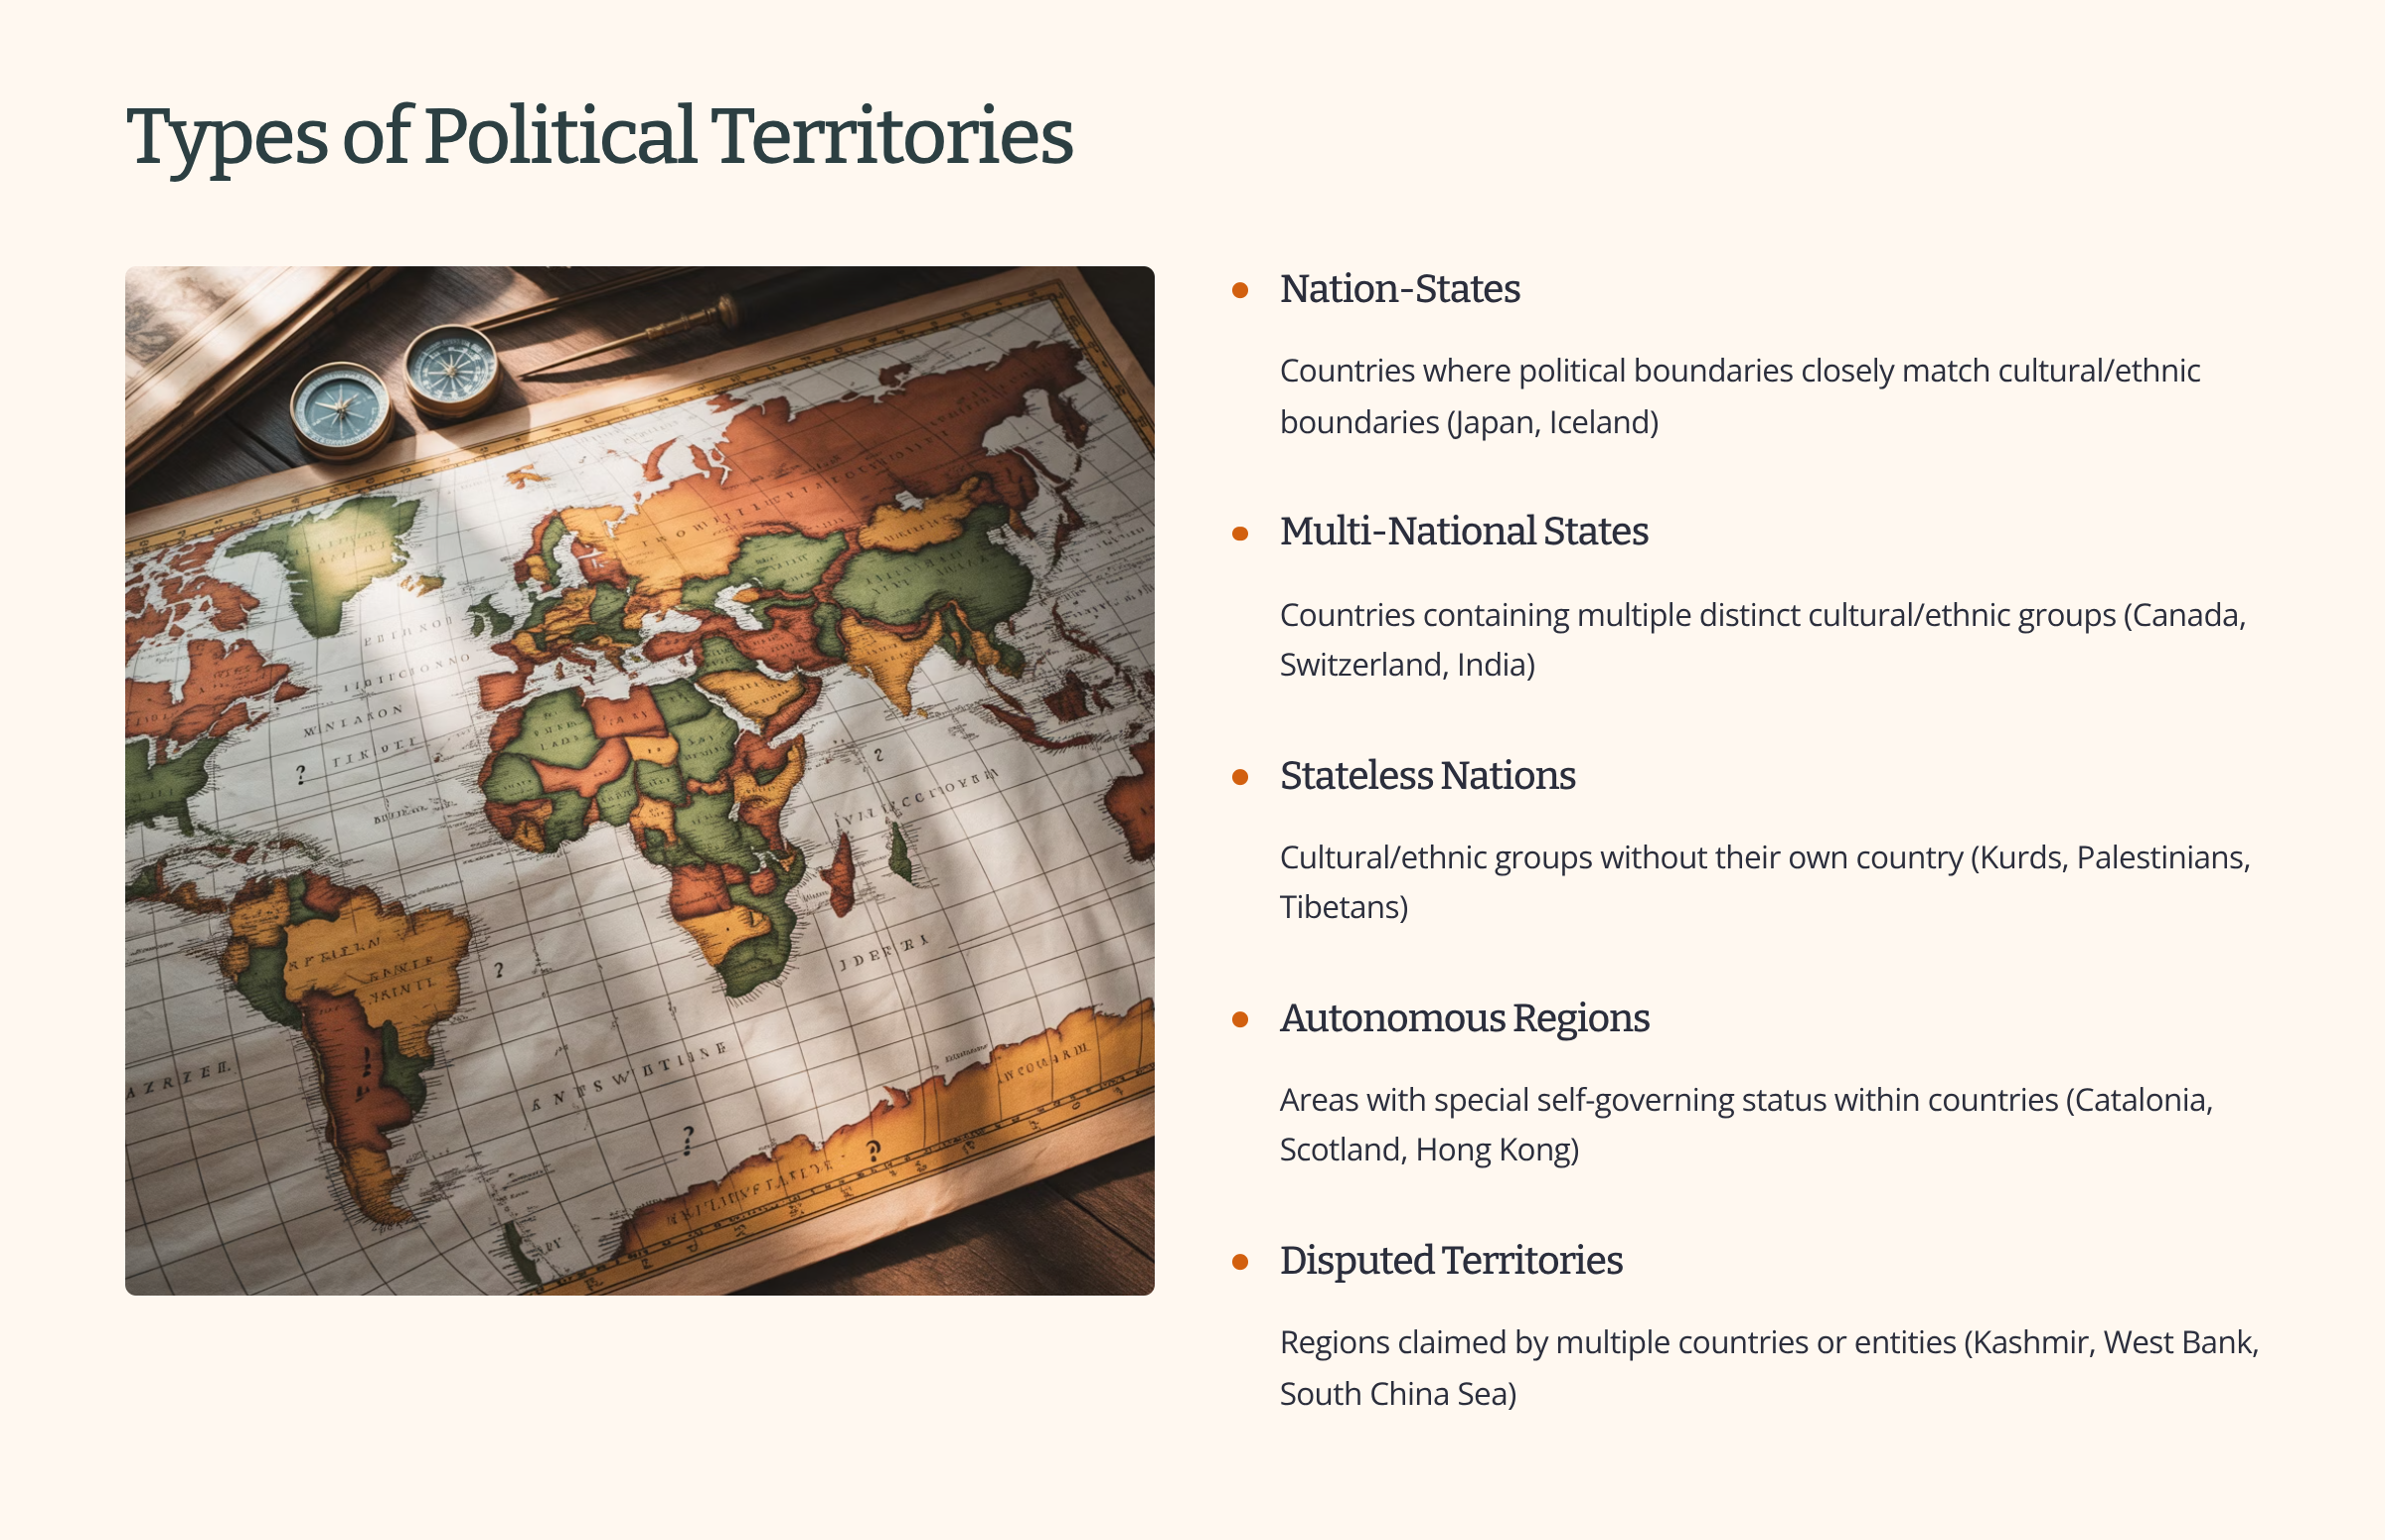 Types of Political Territories
Nation-States
Countries where political boundaries closely match cultural/ethnic
boundaries (Japan, Iceland)
Multi-National States
Countries containing multiple distinct cultural/ethnic groups (Canada,
Switzerland, India)
Stateless Nations
Cultural/ethnic groups without their own country (Kurds, Palestinians,
Tibetans)
Autonomous Regions
Areas with special self-governing status within countries (Catalonia,
Scotland, Hong Kong)
Disputed Territories
Regions claimed by multiple countries or entities (Kashmir, West Bank,
South China Sea)